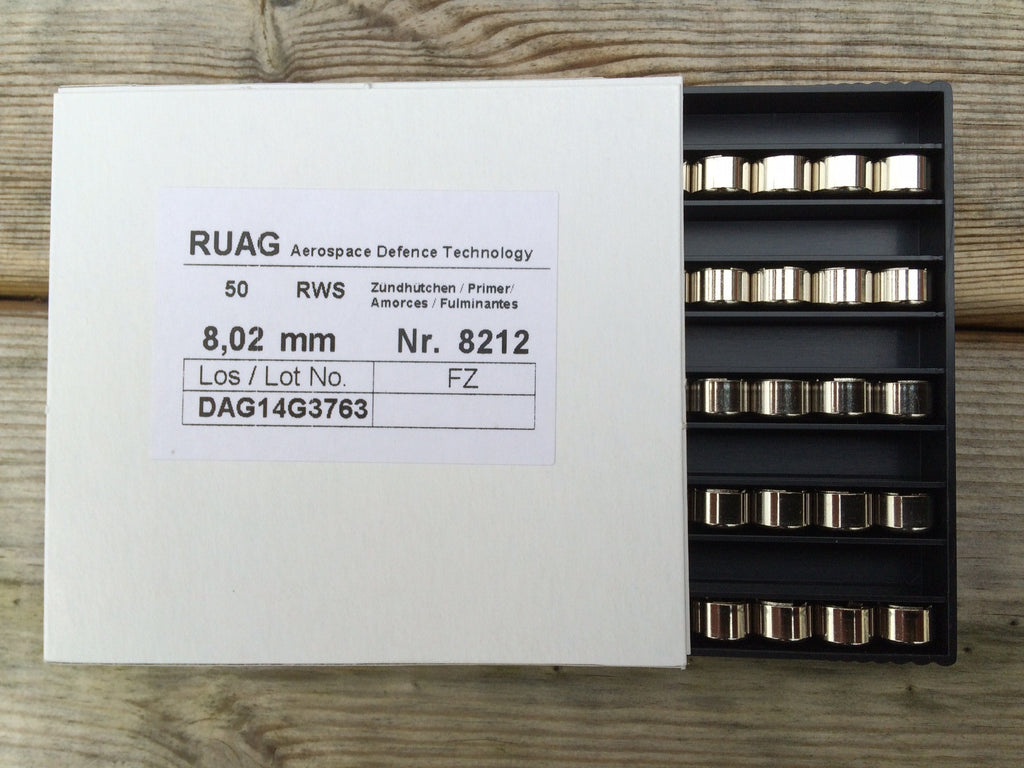 RUAG Aerospace Defence Technology
50 RWS Zündhütchen / Primer/
Amorces / Fulminantes
8,02 mm Nr. 8212
Los / Lot No. FZ
DAG14G3763